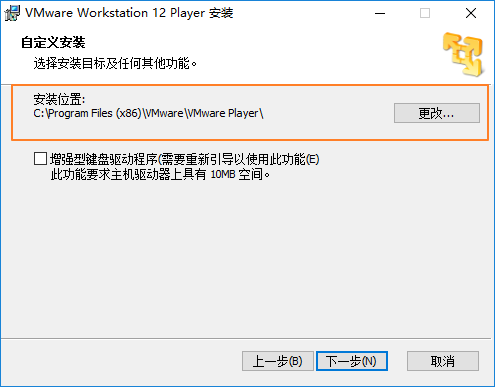 VMware Workstation 12 Player 安装
自定义安装
选择安装目标及任何其他功能。
安装位置:
C:\Program Files (x86)\VMware\VMware Player\
更改...
增强型键盘驱动程序(需要重新引导以使用此功能(E)
此功能要求主机驱动器上具有 10MB 空间。
上一步(B) 下一步(N) 取消